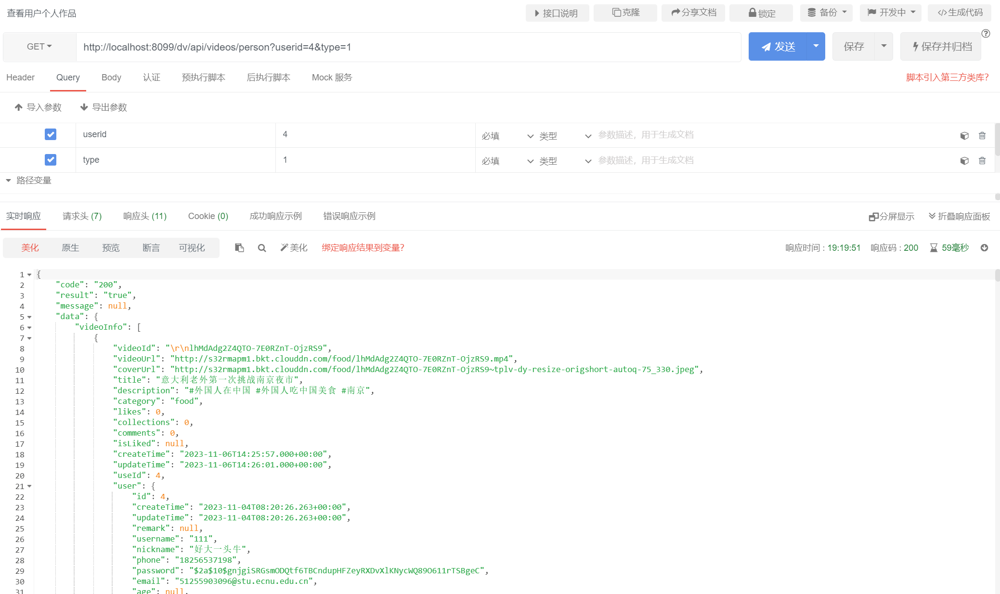 查看用户个人作品
接口说明 克隆 分享文档 锁定 备份 开发中 </>生成代码
GET http://localhost:8099/dv/api/videos/person?userid=4&type=1 发送 保存 保存并归档
Header Query Body 认证 预执行脚本 后执行脚本 Mock 服务 脚本引入第三方类库?
导入参数 导出参数
userid 4 必填 类型 参数描述，用于生成文档
type 1 必填 类型 参数描述，用于生成文档
路径变量
实时响应 请求头 (7) 响应头 (11) Cookie (0) 成功响应示例 错误响应示例 分屏显示 折叠响应面板
美化 原生 预览 断言 可视化 美化 绑定响应结果到变量? 响应时间 : 19:19:51 响应码 : 200 59毫秒
1 {
2 "code": "200",
3 "result": "true",
4 "message": null,
5 "data": {
6 "videoInfo": [
7 {
8 "videoId": "\r\nlhMdAdg2Z4QTO-7E0RZnT-OjzRS9",
9 "videoUrl": "http://s32rmapm1.bkt.clouddn.com/food/lhMdAdg2Z4QTO-7E0RZnT-OjzRS9.mp4",
10 "coverUrl": "http://s32rmapm1.bkt.clouddn.com/food/lhMdAdg2Z4QTO-7E0RZnT-OjzRS9~tplv-dy-resize-origshort-autoq-75_330.jpeg",
11 "title": "意大利老外第一次挑战南京夜市",
12 "description": "#外国人在中国 #外国人吃中国美食 #南京",
13 "category": "food",
14 "likes": 0,
15 "collections": 0,
16 "comments": 0,
17 "isLiked": null,
18 "createTime": "2023-11-06T14:25:57.000+00:00",
19 "updateTime": "2023-11-06T14:26:01.000+00:00",
20 "useId": 4,
21 "user": {
22 "id": 4,
23 "createTime": "2023-11-04T08:20:26.263+00:00",
24 "updateTime": "2023-11-04T08:20:26.263+00:00",
25 "remark": null,
26 "username": "111",
27 "nickname": "好大一头牛",
28 "phone": "18256537198",
29 "password": "$2a$10$gnjgiSRGsmODQtf6TBCndupHFZeyRXDvXlKNycWQ89O611rTSBgeC",
30 "email": "51255903096@stu.ecnu.edu.cn",
31 "age": null,